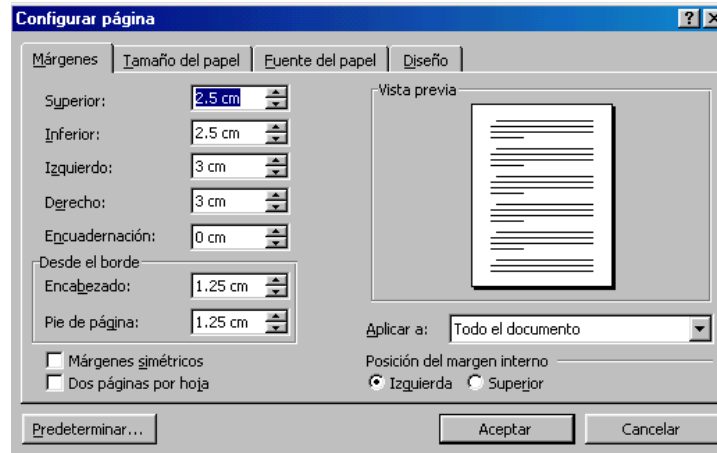 Configurar página
Márgenes Tamaño del papel Fuente del papel Diseño
Superior: 2.5 cm
Inferior: 2.5 cm
Izquierdo: 3 cm
Derecho: 3 cm
Encuadernación: 0 cm
Desde el borde
Encabezado: 1.25 cm
Pie de página: 1.25 cm
Márgenes simétricos
Dos páginas por hoja
Vista previa
Aplicar a: Todo el documento
Posición del margen interno
Izquierda Superior
Predeterminar... Aceptar Cancelar